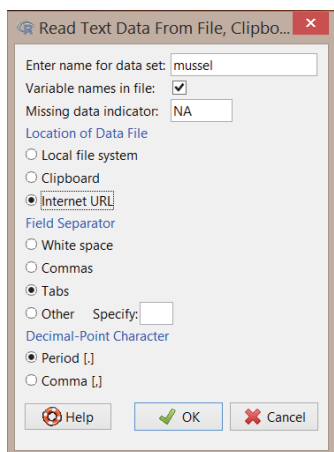 Read Text Data From File, Clipbo...
Enter name for data set: mussel
Variable names in file:
Missing data indicator: NA
Location of Data File
Local file system
Clipboard
Internet URL
Field Separator
White space
Commas
Tabs
Other Specify:
Decimal-Point Character
Period [.]
Comma [,]
Help OK Cancel